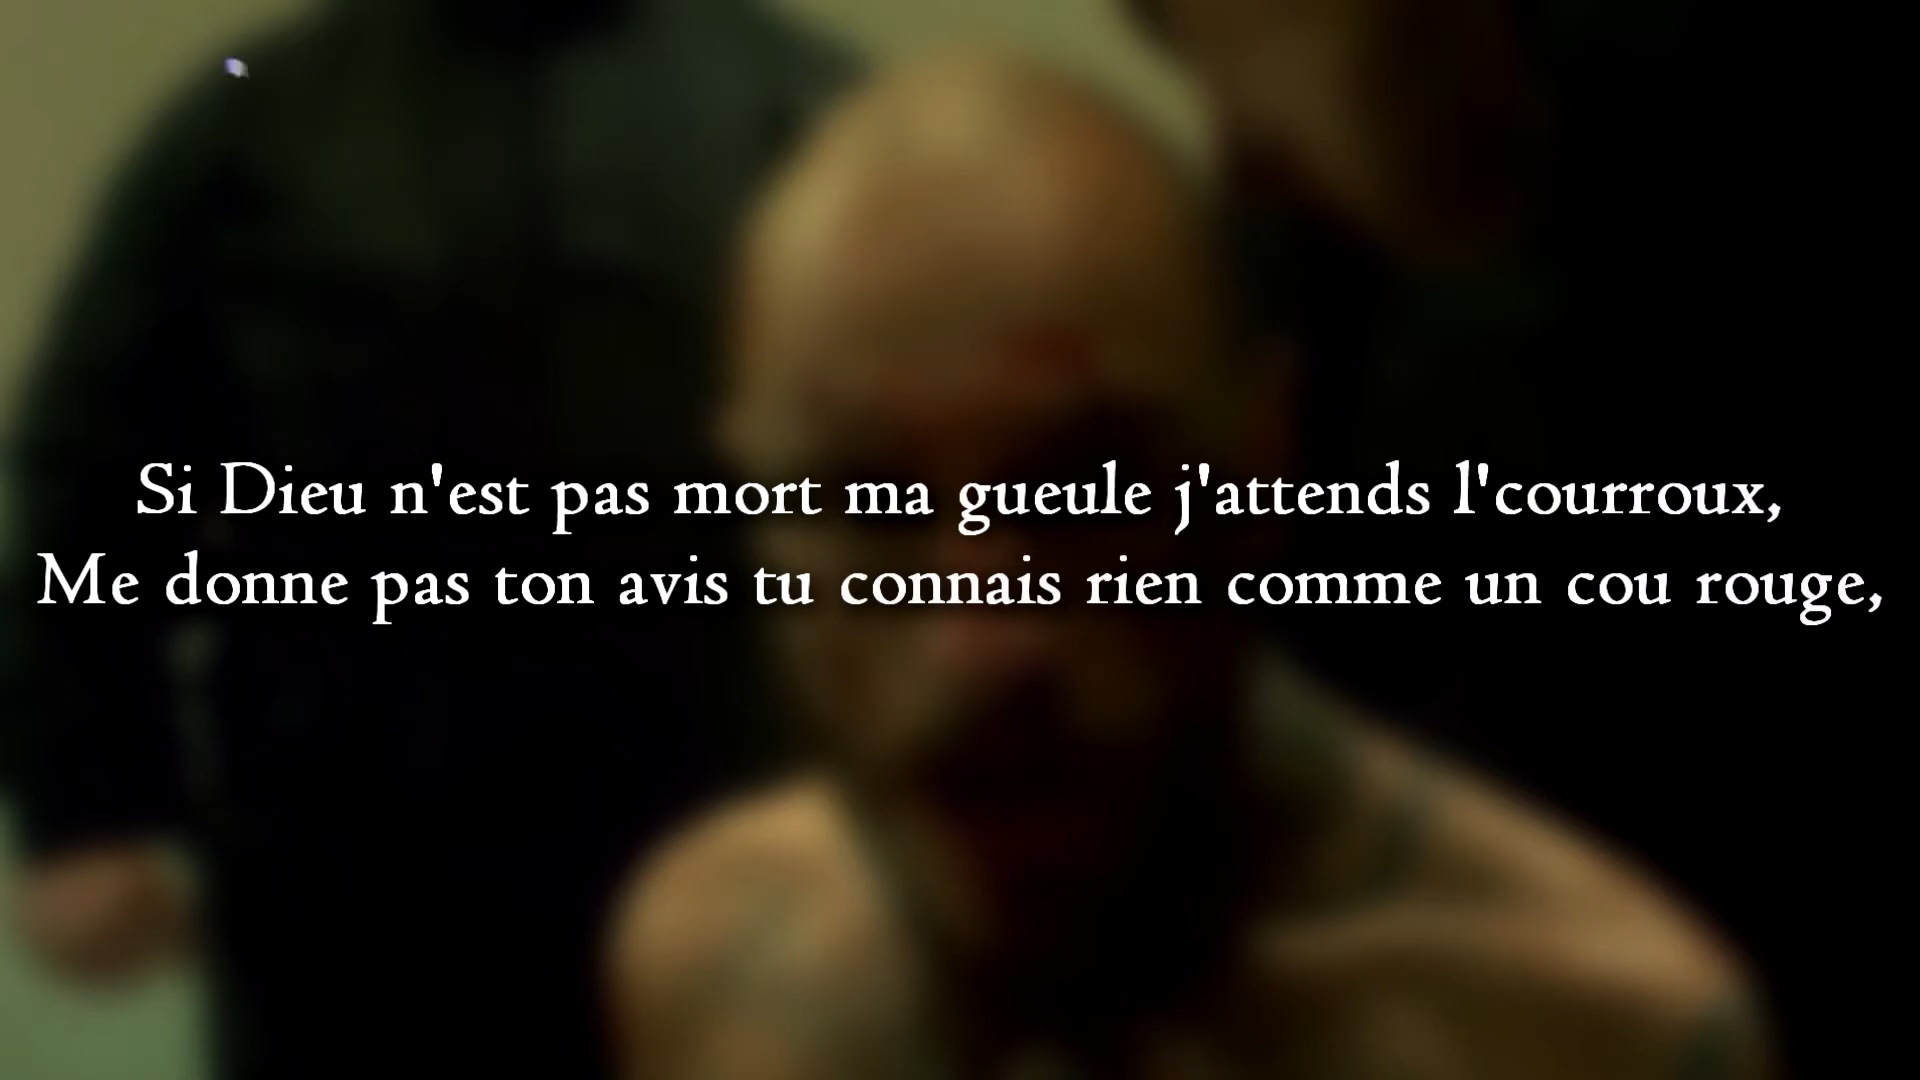 Si Dieu n'est pas mort ma gueule j'attends l'courroux,
Me donne pas ton avis tu connais rien comme un cou rouge,